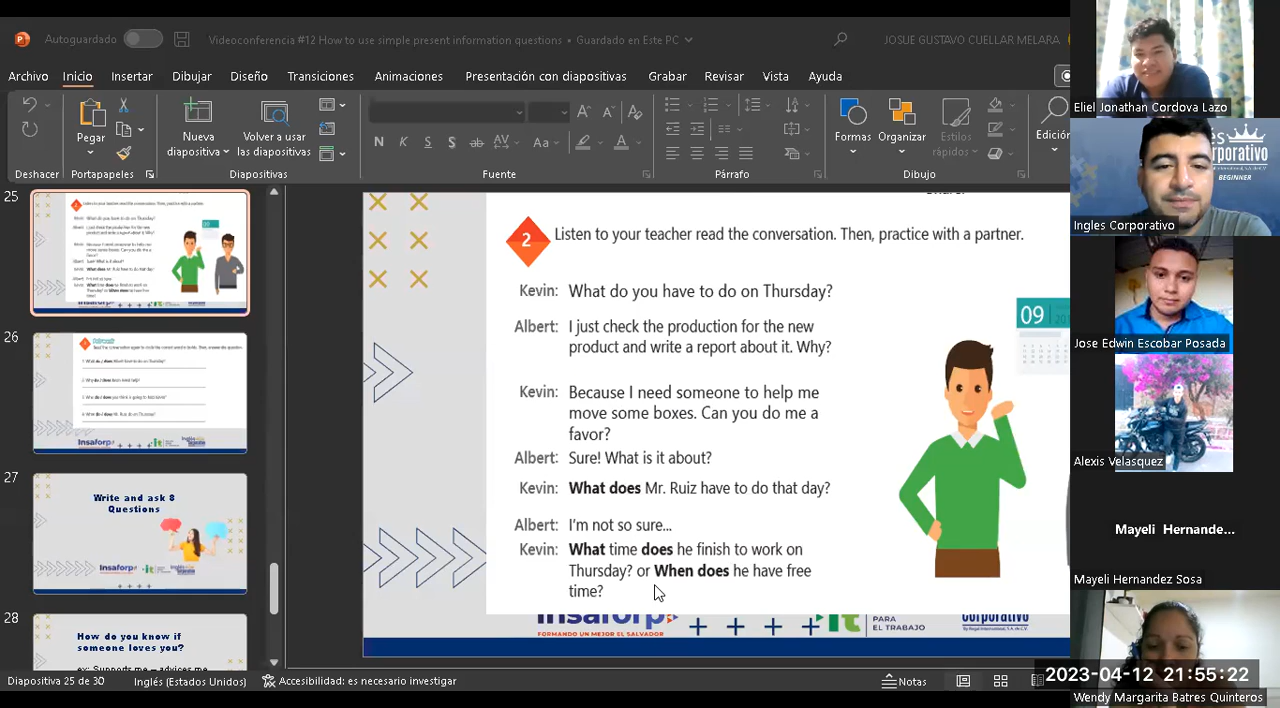 Autoguardado
Videoconferencia #12 How to use simple present information questions • Guardado en Este PC
JOSUE GUSTAVO CUELLAR MELARA
Archivo Inicio Insertar Dibujar Diseño Transiciones Animaciones Presentación con diapositivas Grabar Revisar Vista Ayuda
Pegar
Nueva diapositiva
Volver a usar las diapositivas
N K S S ab AV Aa A
Formas Organizar Estilos rápidos Edición
Deshacer Portapapeles Diapositivas Fuente Párrafo Dibujo
25
26
27
Write and ask 8
Questions
28
How do you know if
someone loves you?
2 Listen to your teacher read the conversation. Then, practice with a partner.
Kevin: What do you have to do on Thursday?
Albert: I just check the production for the new
product and write a report about it. Why?
Kevin: Because I need someone to help me
move some boxes. Can you do me a
favor?
Albert: Sure! What is it about?
Kevin: What does Mr. Ruiz have to do that day?
Albert: I'm not so sure...
Kevin: What time does he finish to work on
Thursday? or When does he have free
time?
09
Insaforp
FORMANDO UN MEJOR EL SALVADOR
it PARA
EL TRABAJO
Corporativo
Diapositiva 25 de 30
Inglés (Estados Unidos)
Accesibilidad: es necesario investigar
Notas
Eliel Jonathan Cordova Lazo
Corporativo
BEGINNER
Ingles Corporativo
Jose Edwin Escobar Posada
Alexis Velasquez
Mayeli Hernande...
Mayeli Hernandez Sosa
2023-04-12 21:55:22
Wendy Margarita Batres Quinteros